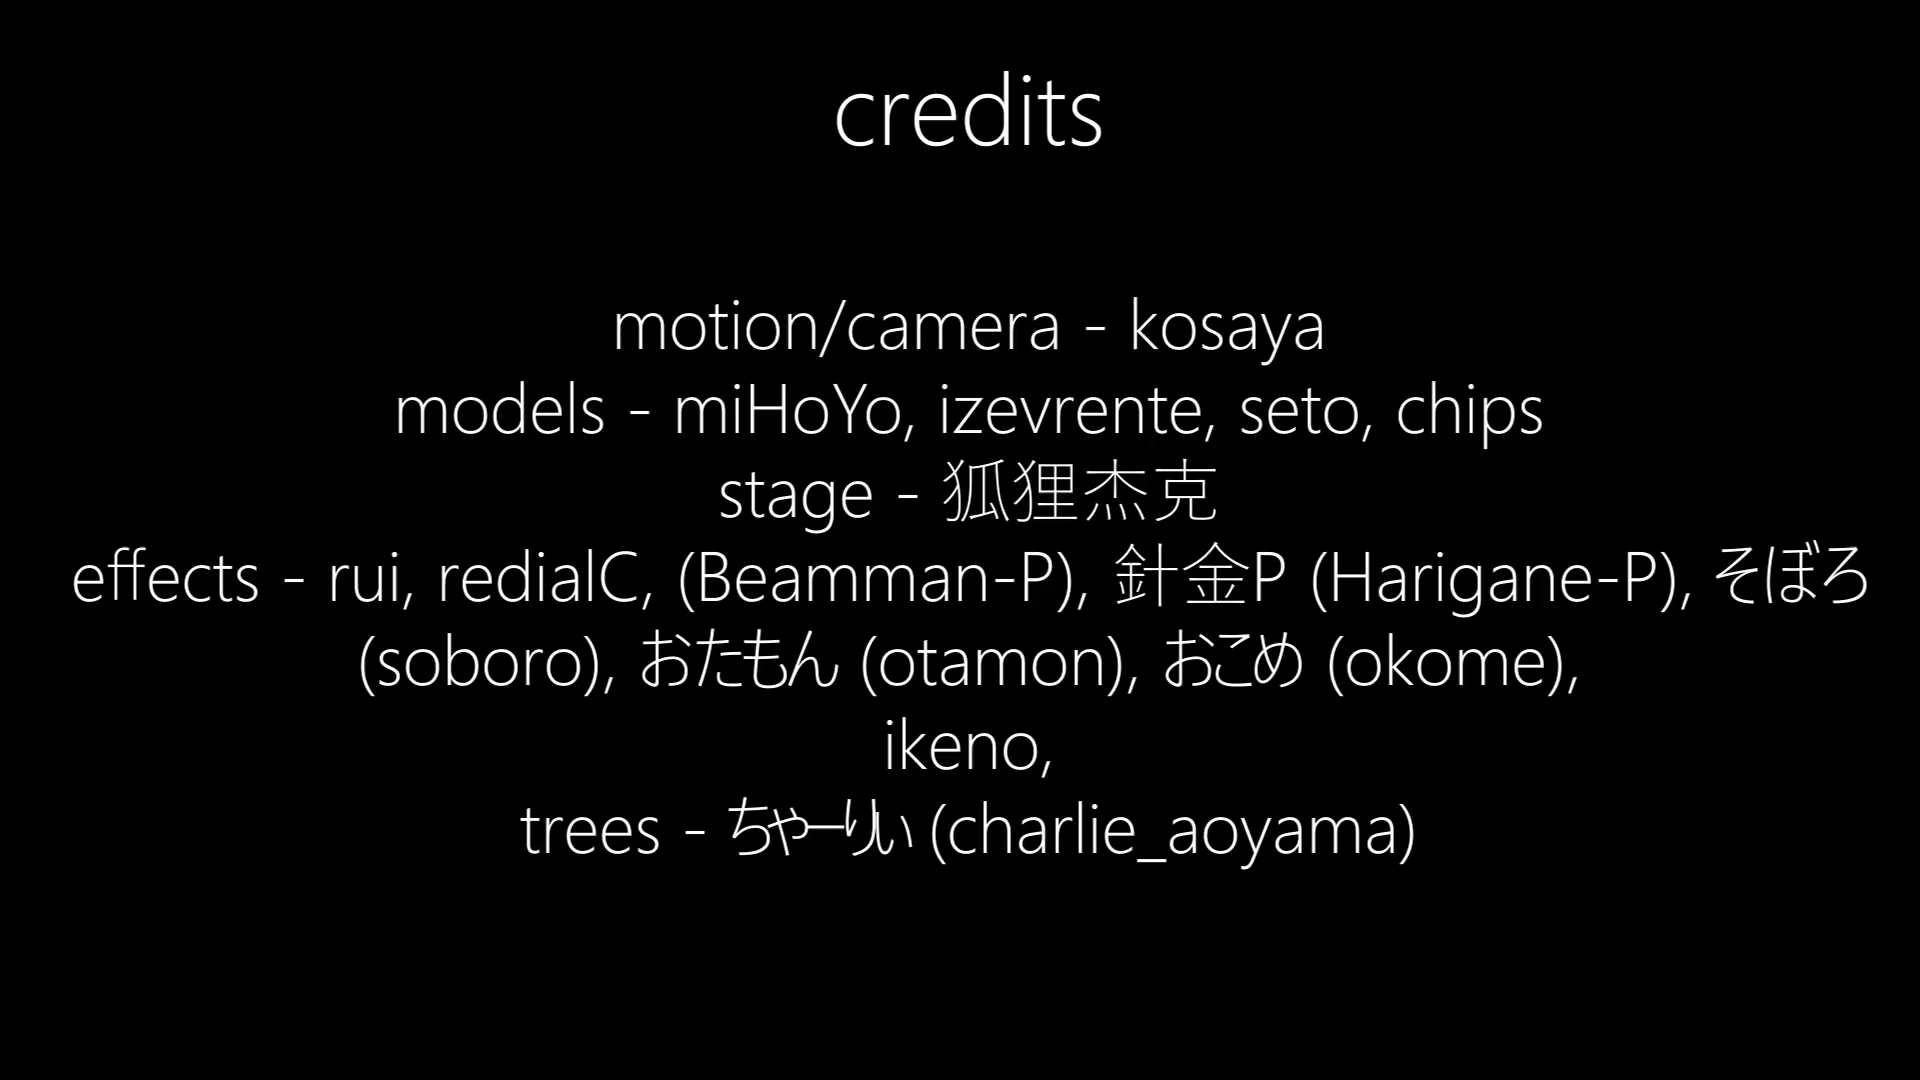 credits
motion/camera - kosaya
models - miHoYo, izevrente, seto, chips
stage - 狐狸杰克
effects - rui, redialC, (Beamman-P), 針金P (Harigane-P), そぼろ
(soboro), おたもん (otamon), おこめ (okome),
ikeno,
trees - ちゃーりぃ (charlie_aoyama)